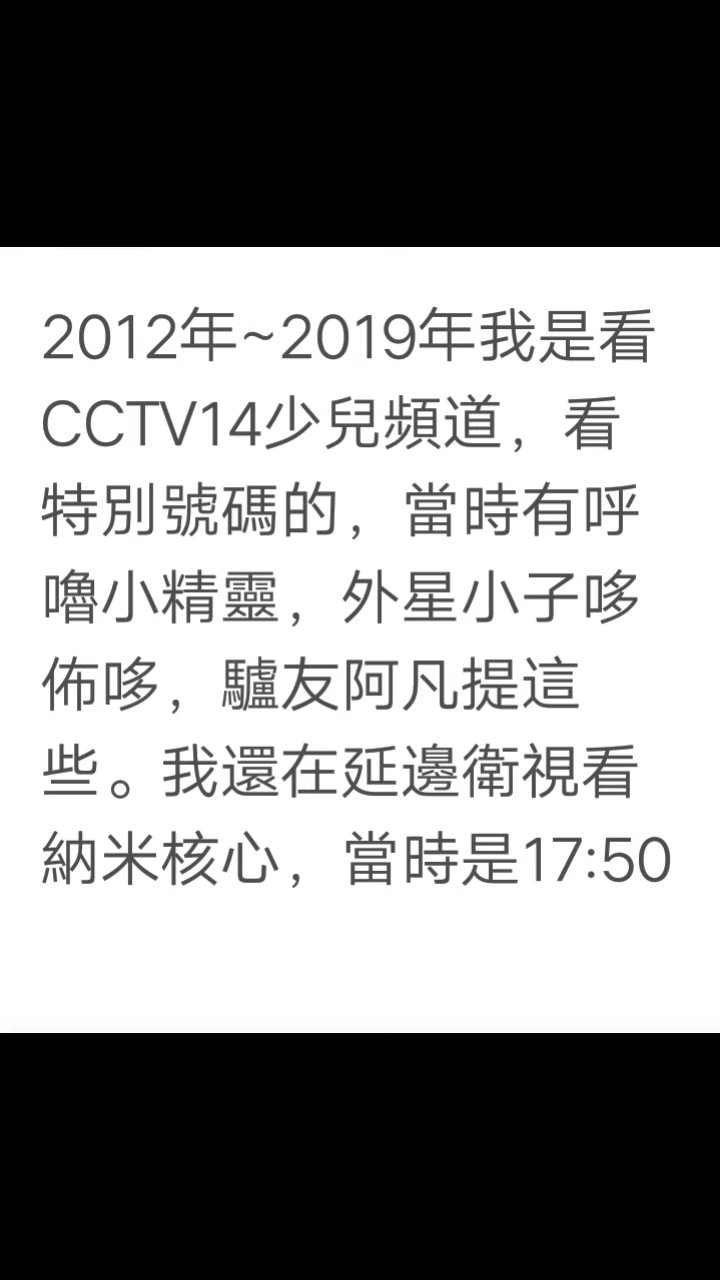 2012年~2019年我是看
CCTV14少兒頻道，看
特別號碼的，當時有呼
嚕小精靈，外星小子哆
佈哆，驢友阿凡提這
些。我還在延邊衛視看
納米核心，當時是17:50